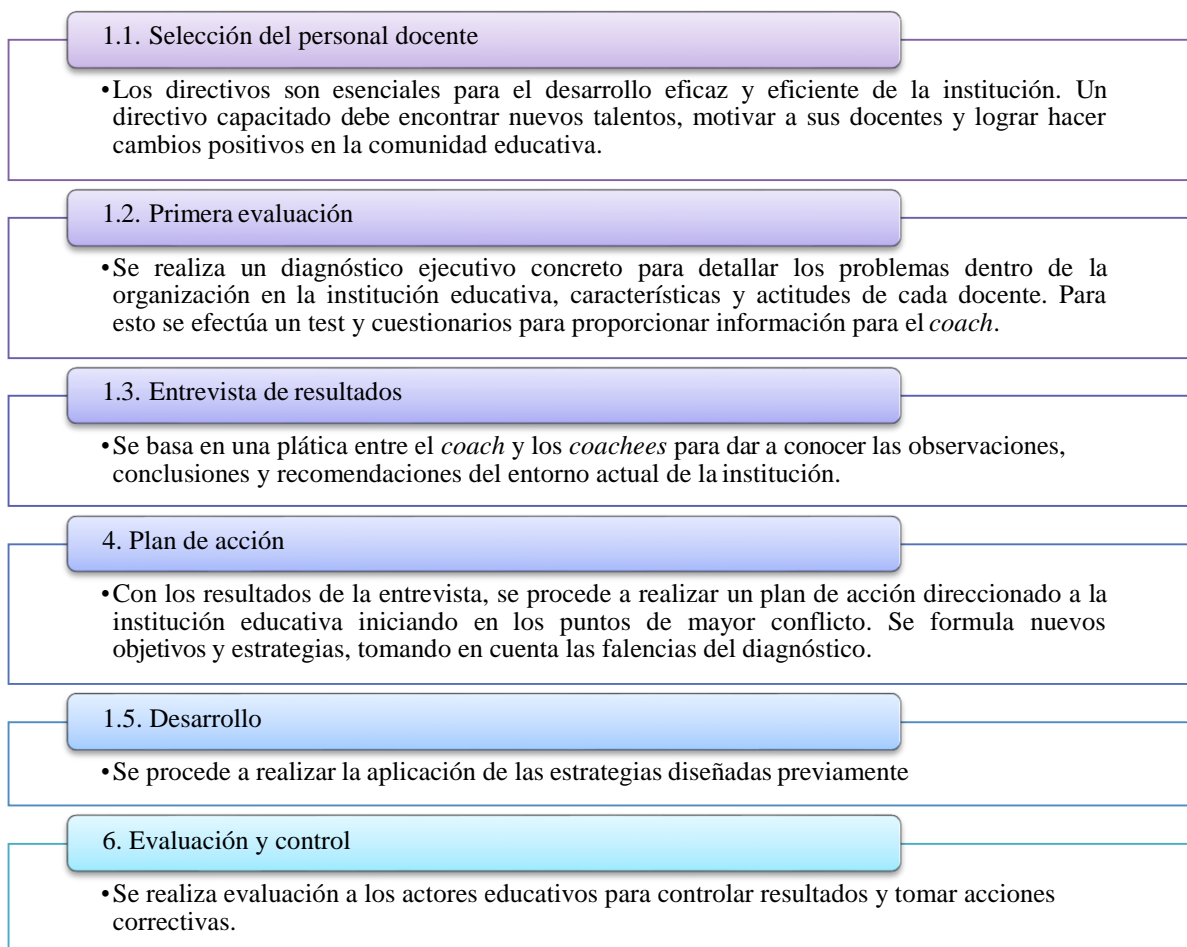 1.1. Selección del personal docente
•Los directivos son esenciales para el desarrollo eficaz y eficiente de la institución. Un
directivo capacitado debe encontrar nuevos talentos, motivar a sus docentes y lograr hacer
cambios positivos en la comunidad educativa.
1.2. Primera evaluación
•Se realiza un diagnóstico ejecutivo concreto para detallar los problemas dentro de la
organización en la institución educativa, características y actitudes de cada docente. Para
esto se efectúa un test y cuestionarios para proporcionar información para el coach.
1.3. Entrevista de resultados
•Se basa en una plática entre el coach y los coachees para dar a conocer las observaciones,
conclusiones y recomendaciones del entorno actual de la institución.
4. Plan de acción
•Con los resultados de la entrevista, se procede a realizar un plan de acción direccionado a la
institución educativa iniciando en los puntos de mayor conflicto. Se formula nuevos
objetivos y estrategias, tomando en cuenta las falencias del diagnóstico.
1.5. Desarrollo
•Se procede a realizar la aplicación de las estrategias diseñadas previamente
6. Evaluación y control
•Se realiza evaluación a los actores educativos para controlar resultados y tomar acciones
correctivas.